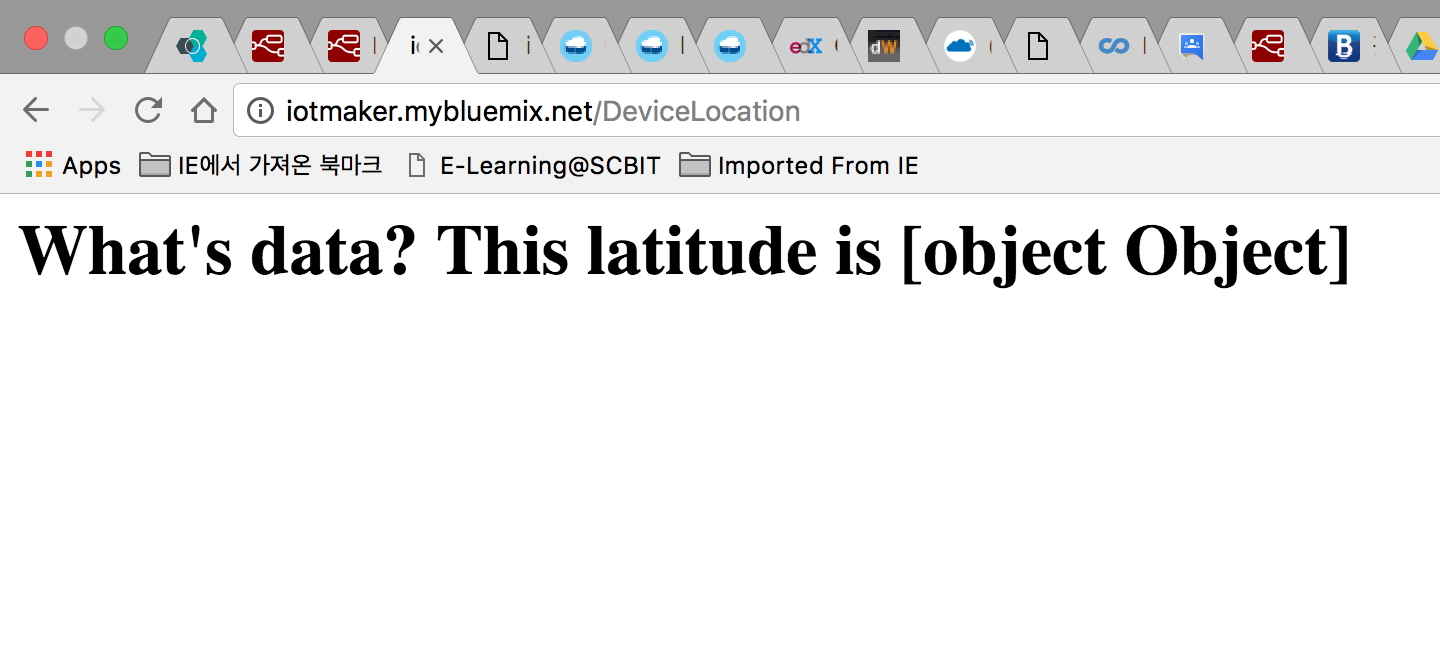 edX
dW
B
iotmaker.mybluemix.net/DeviceLocation
Apps IE에서 가져온 북마크 E-Learning@SCBIT Imported From IE
What's data? This latitude is [object Object]